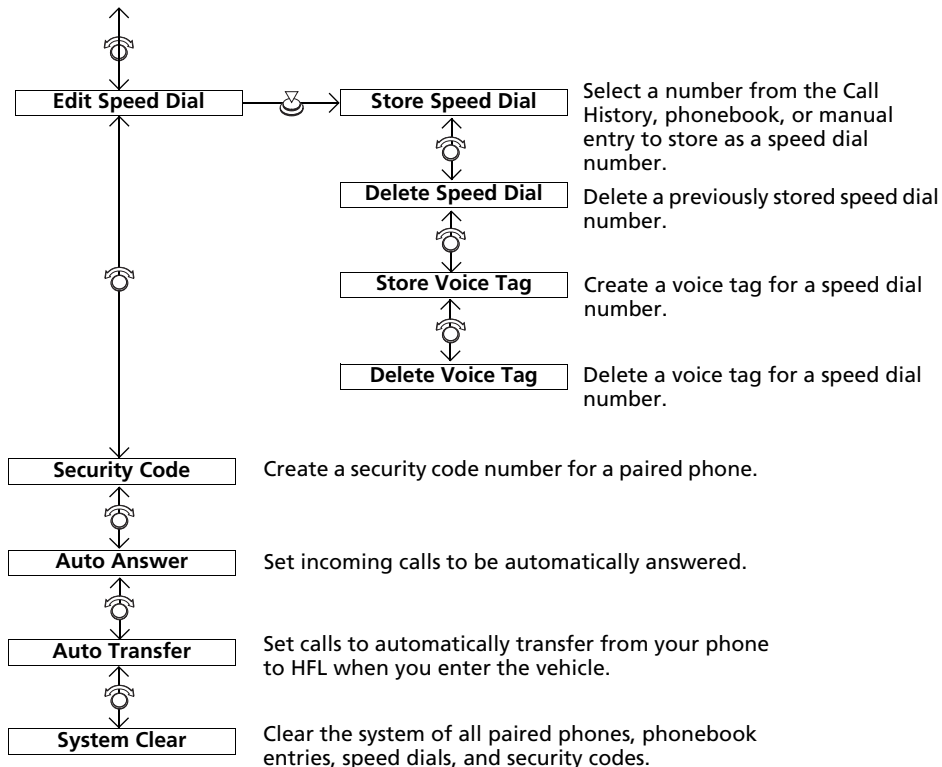 Edit Speed Dial
Store Speed Dial
Select a number from the Call
History, phonebook, or manual
entry to store as a speed dial
number.
Delete Speed Dial
Delete a previously stored speed dial
number.
Store Voice Tag
Create a voice tag for a speed dial
number.
Delete Voice Tag
Delete a voice tag for a speed dial
number.
Security Code
Create a security code number for a paired phone.
Auto Answer
Set incoming calls to be automatically answered.
Auto Transfer
Set calls to automatically transfer from your phone
to HFL when you enter the vehicle.
System Clear
Clear the system of all paired phones, phonebook
entries, speed dials, and security codes.